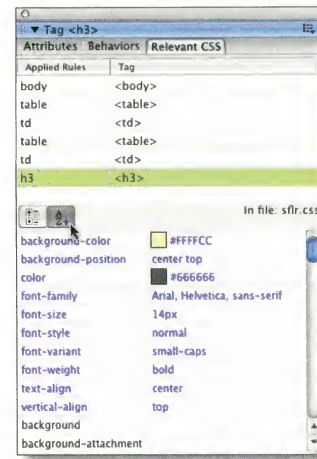 ▼ Tag <h3>
Attributes Behaviors Relevant CSS
Applied Rules Tag
body <body>
table <table>
td <td>
table <table>
td <td>
h3 <h3>
In file: sflr.css
background-color #FFFFCC
background-position center top
color #666666
font-family Arial, Helvetica, sans-serif
font-size 14px
font-style normal
font-variant small-caps
font-weight bold
text-align center
vertical-align top
background
background-attachment